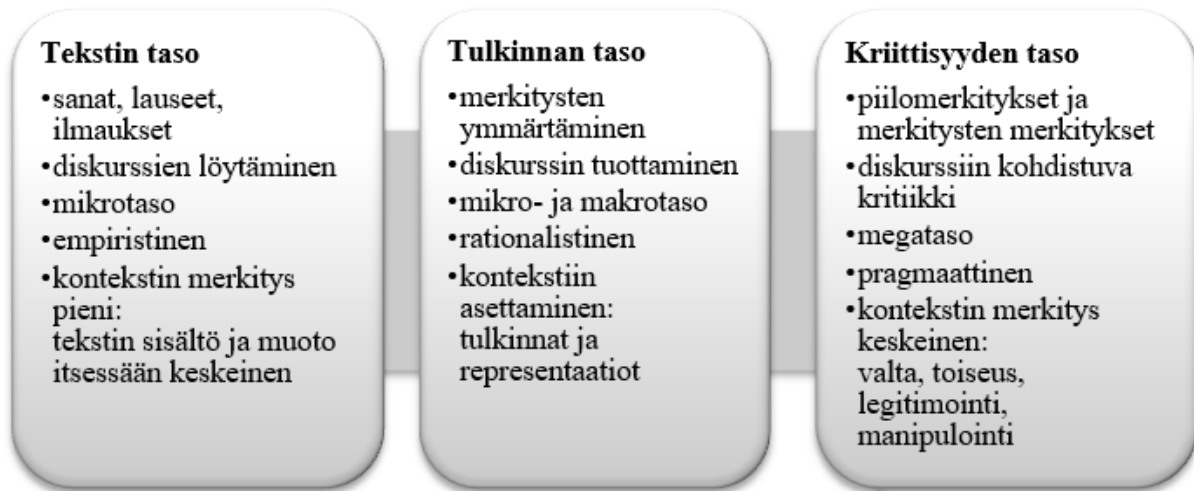 Tekstin taso
•sanat, lauseet,
ilmaukset
•diskurssien löytäminen
•mikrotaso
•empiristinen
•kontekstin merkitys
pieni:
tekstin sisältö ja muoto
itsessään keskeinen
Tulkinnan taso
•merkitysten
ymmärtäminen
•diskurssin tuottaminen
•mikro- ja makrotaso
•rationalistinen
•kontekstiin
asettaminen:
tulkinnat ja
representaatiot
Kriittisyyden taso
•piilomerkitykset ja
merkitysten merkitykset
•diskurssiin kohdistuva
kritiikki
•megataso
•pragmaattinen
•kontekstin merkitys
keskeinen:
valta, toiseus,
legitimointi,
manipulointi